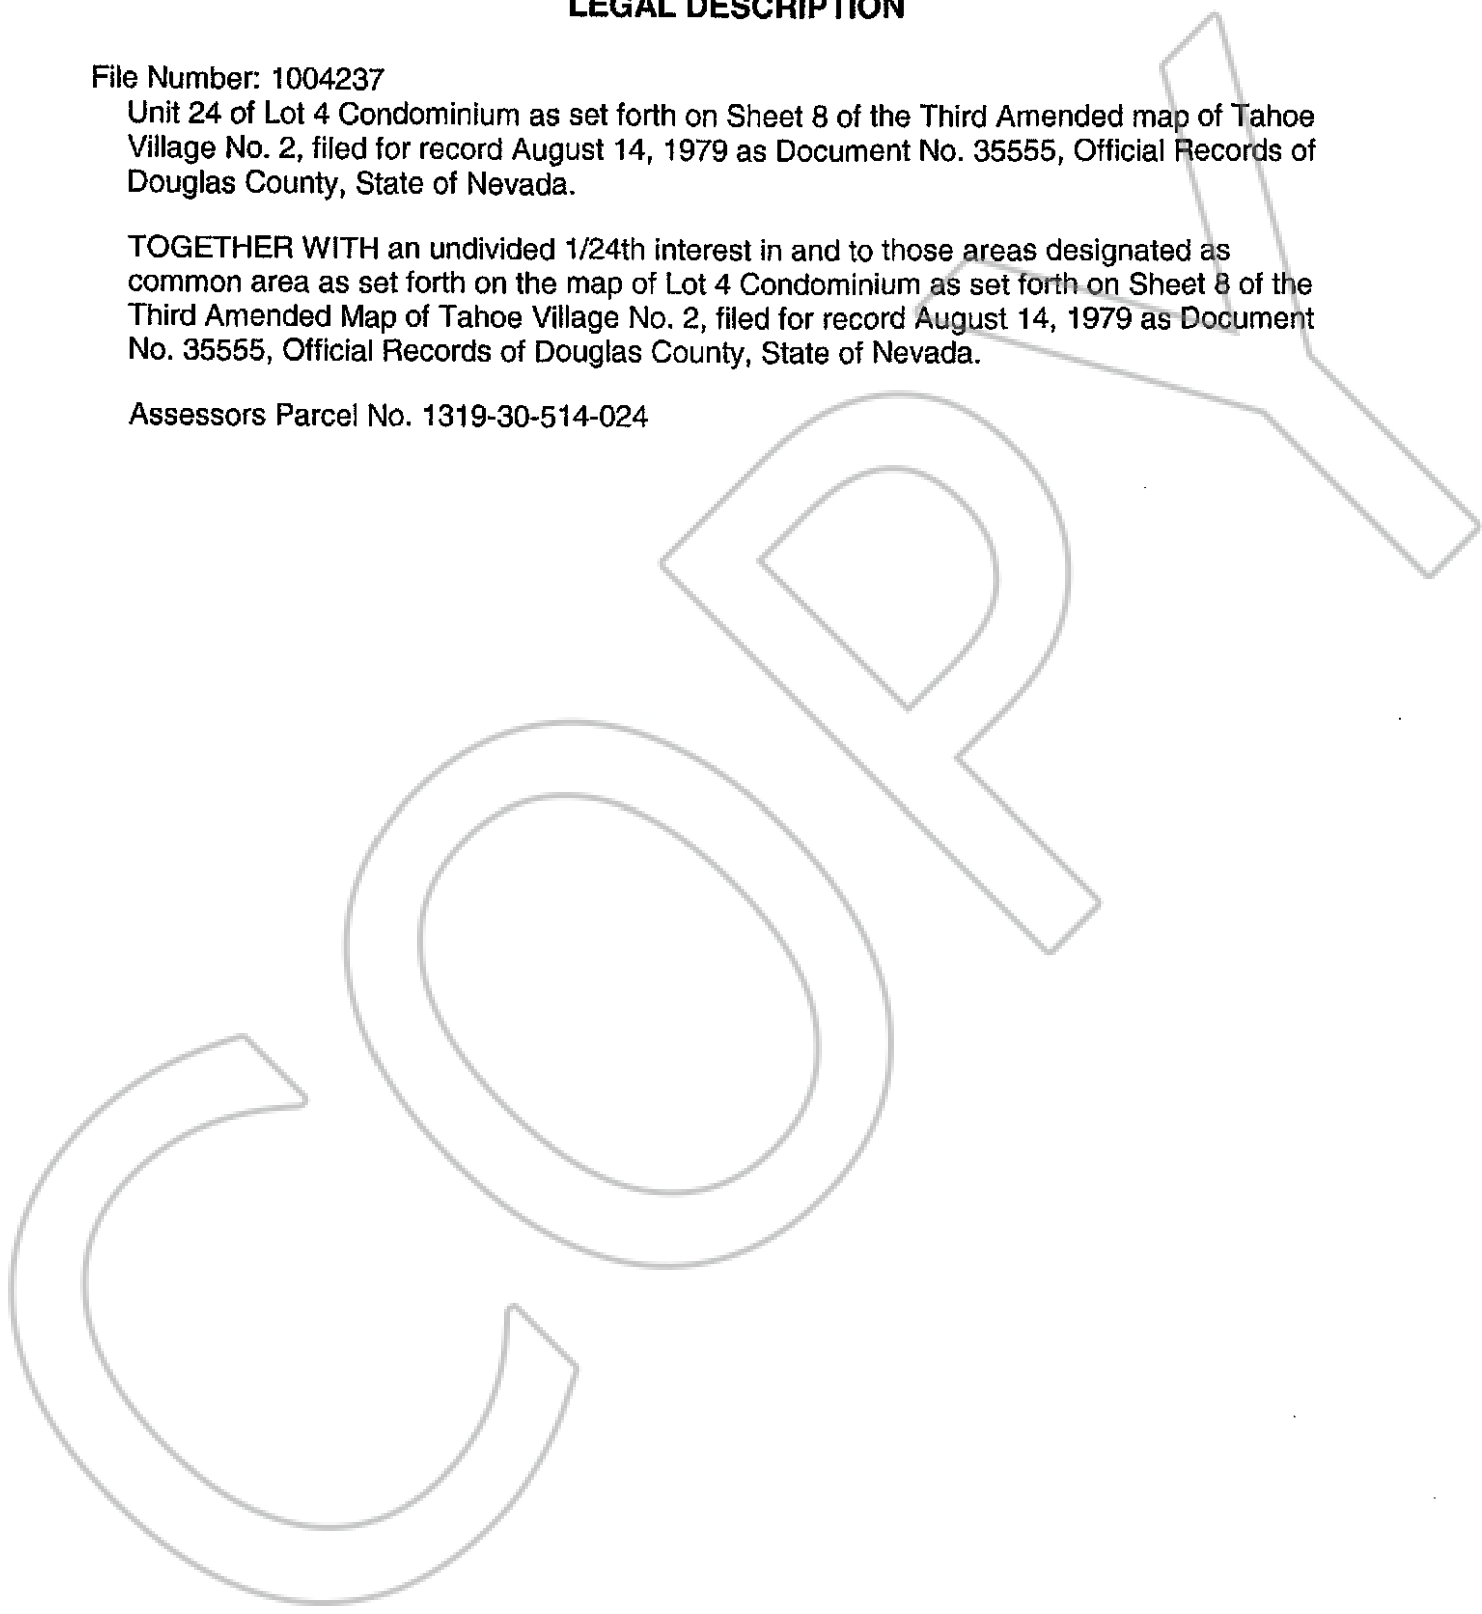 LEGAL DESCRIPTION
File Number: 1004237
Unit 24 of Lot 4 Condominium as set forth on Sheet 8 of the Third Amended map of Tahoe
Village No. 2, filed for record August 14, 1979 as Document No. 35555, Official Records of
Douglas County, State of Nevada.
TOGETHER WITH an undivided 1/24th interest in and to those areas designated as
common area as set forth on the map of Lot 4 Condominium as set forth on Sheet 8 of the
Third Amended Map of Tahoe Village No. 2, filed for record August 14, 1979 as Document
No. 35555, Official Records of Douglas County, State of Nevada.
Assessors Parcel No. 1319-30-514-024
COPY